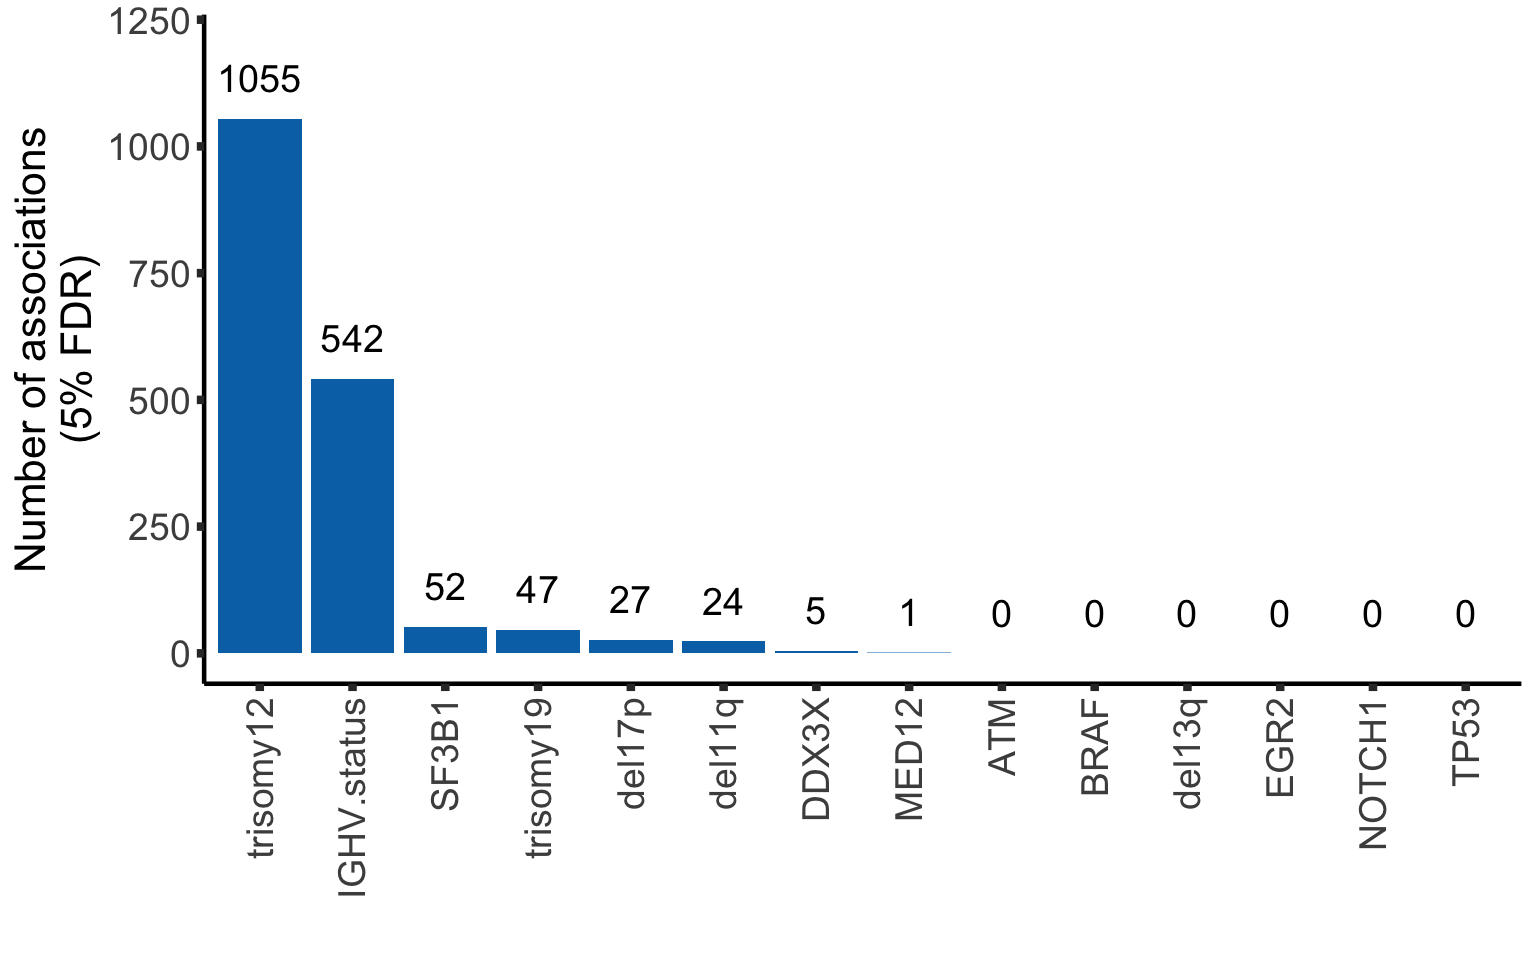 Number of associations
(5% FDR)
1250
1000
750
500
250
0
1055
542
52
47
27
24
5
1
0
0
0
0
0
0
trisomy12
IGHV.status
SF3B1
trisomy19
del17p
del11q
DDX3X
MED12
ATM
BRAF
del13q
EGR2
NOTCH1
TP53